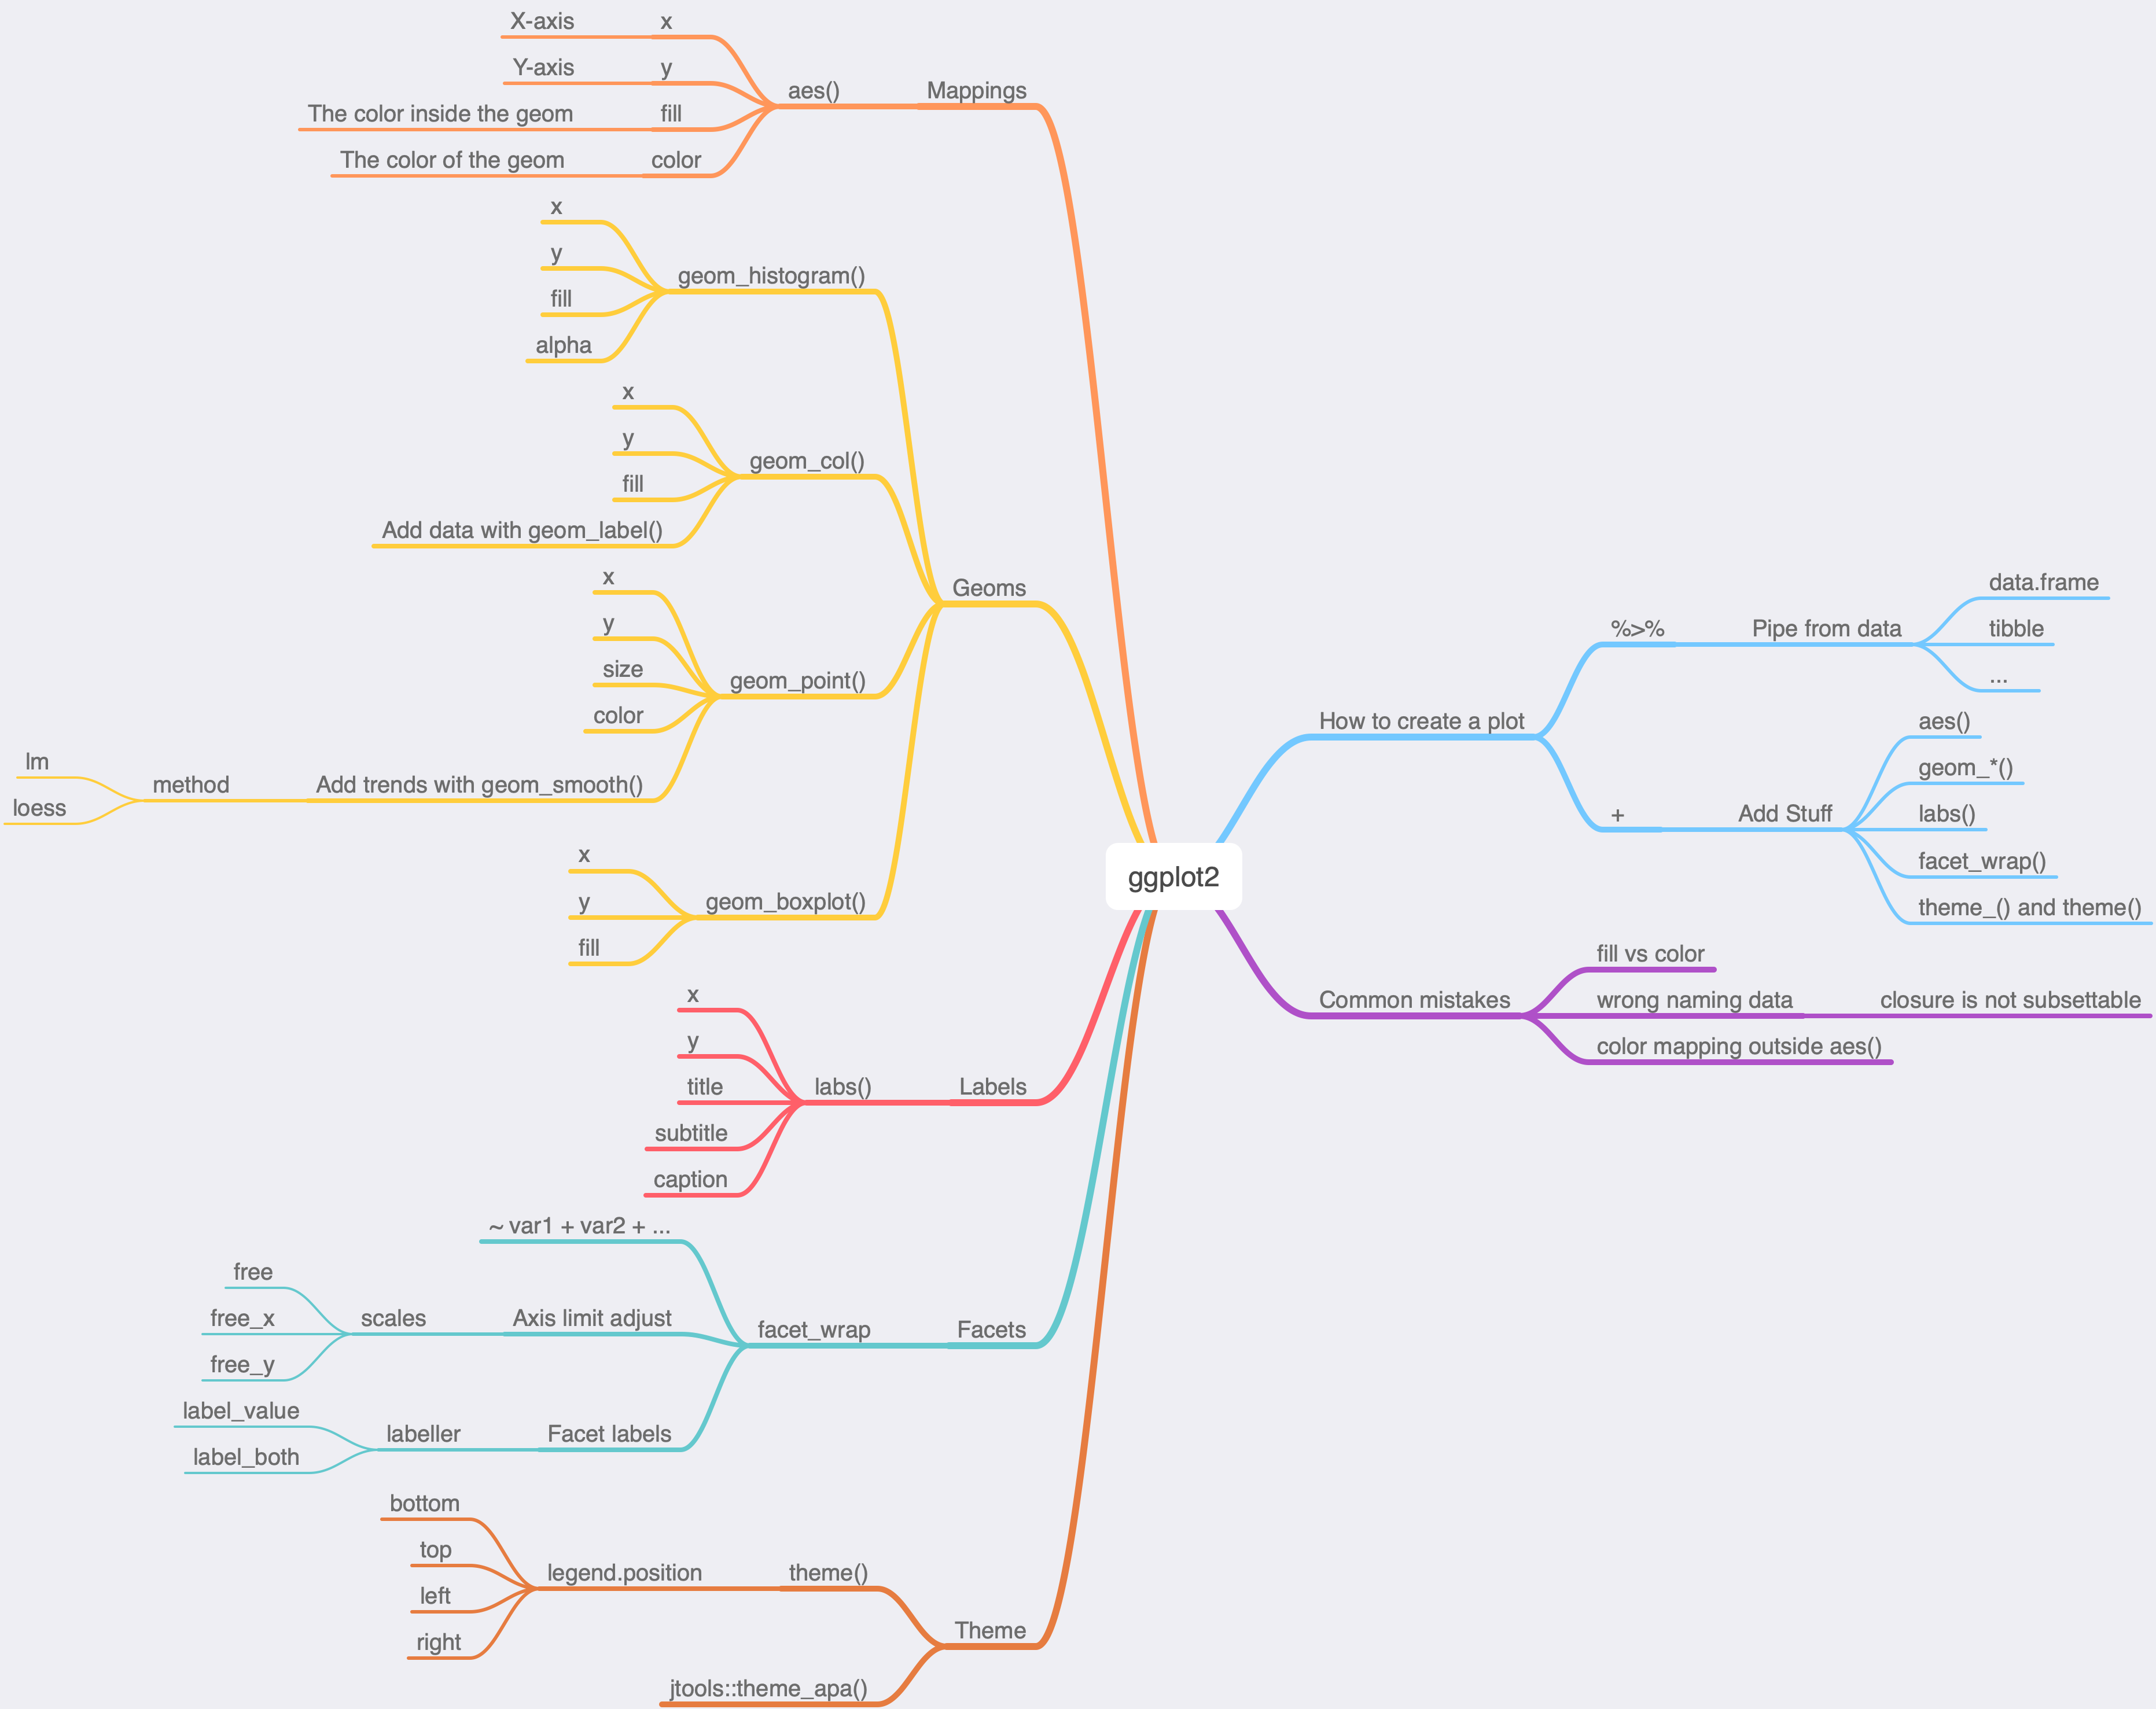 ggplot2
Mappings
aes()
x
X-axis
y
Y-axis
fill
The color inside the geom
color
The color of the geom
Geoms
geom_histogram()
x
y
fill
alpha
geom_col()
x
y
fill
Add data with geom_label()
geom_point()
x
y
size
color
Add trends with geom_smooth()
method
lm
loess
geom_boxplot()
x
y
fill
Labels
labs()
x
y
title
subtitle
caption
Facets
facet_wrap
~ var1 + var2 + ...
Axis limit adjust
scales
free
free_x
free_y
Facet labels
labeller
label_value
label_both
Theme
theme()
legend.position
bottom
top
left
right
jtools::theme_apa()
How to create a plot
%>%
Pipe from data
data.frame
tibble
...
+
Add Stuff
aes()
geom_*()
labs()
facet_wrap()
theme_() and theme()
Common mistakes
fill vs color
wrong naming data
closure is not subsettable
color mapping outside aes()